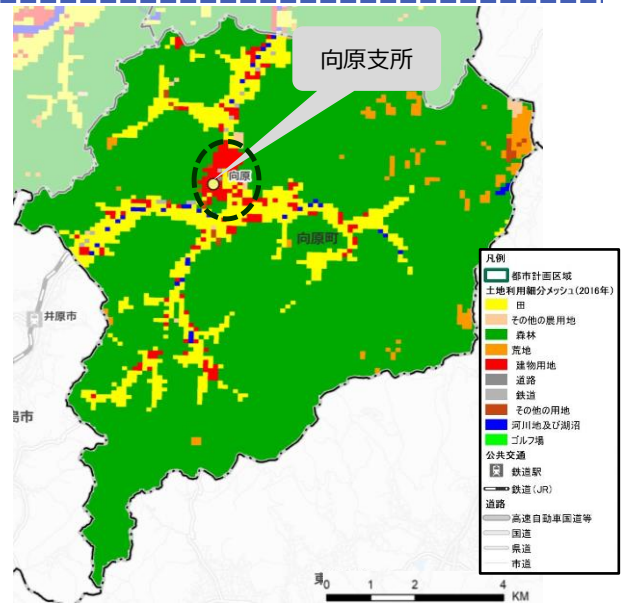 向原支所
向原
向原町
井原市
島市
東
凡例
都市計画区域
土地利用細分メッシュ(2016年)
田
その他の農用地
森林
荒地
建物用地
道路
鉄道
その他の用地
河川地及び湖沼
ゴルフ場
公共交通
鉄道駅
鉄道(JR)
道路
高速自動車国道等
国道
県道
市道
0 1 2 4
KM